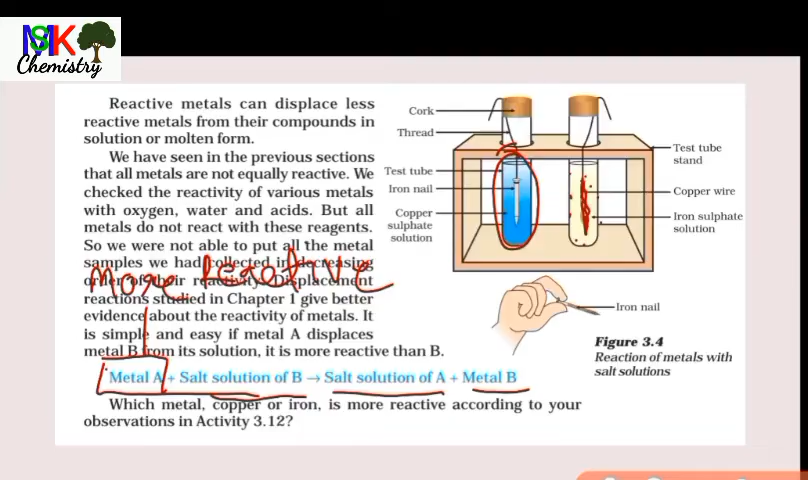 MSK
Chemistry
Reactive metals can displace less
reactive metals from their compounds in
solution or molten form.
We have seen in the previous sections
that all metals are not equally reactive. We
checked the reactivity of various metals
with oxygen, water and acids. But all
metals do not react with these reagents.
So we were not able to put all the metal
samples we had collected in decreasing
order of their reactivity. Displacement
reactions studied in Chapter 1 give better
evidence about the reactivity of metals. It
is simple and easy if metal A displaces
metal B from its solution, it is more reactive than B.
more reactive
Metal A + Salt solution of B → Salt solution of A + Metal B
Which metal, copper or iron, is more reactive according to your
observations in Activity 3.12?
Cork
Thread
Test tube
Iron nail
Copper
sulphate
solution
Test tube
stand
Copper wire
Iron sulphate
solution
Iron nail
Figure 3.4
Reaction of metals with
salt solutions